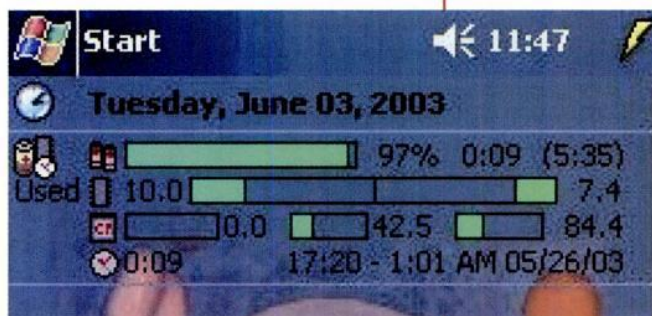 Start 11:47
Tuesday, June 03, 2003
97% 0:09 (5:35)
Used 10.0 7.4
CF 0.0 42.5 84.4
0:09 17:20 - 1:01 AM 05/26/03